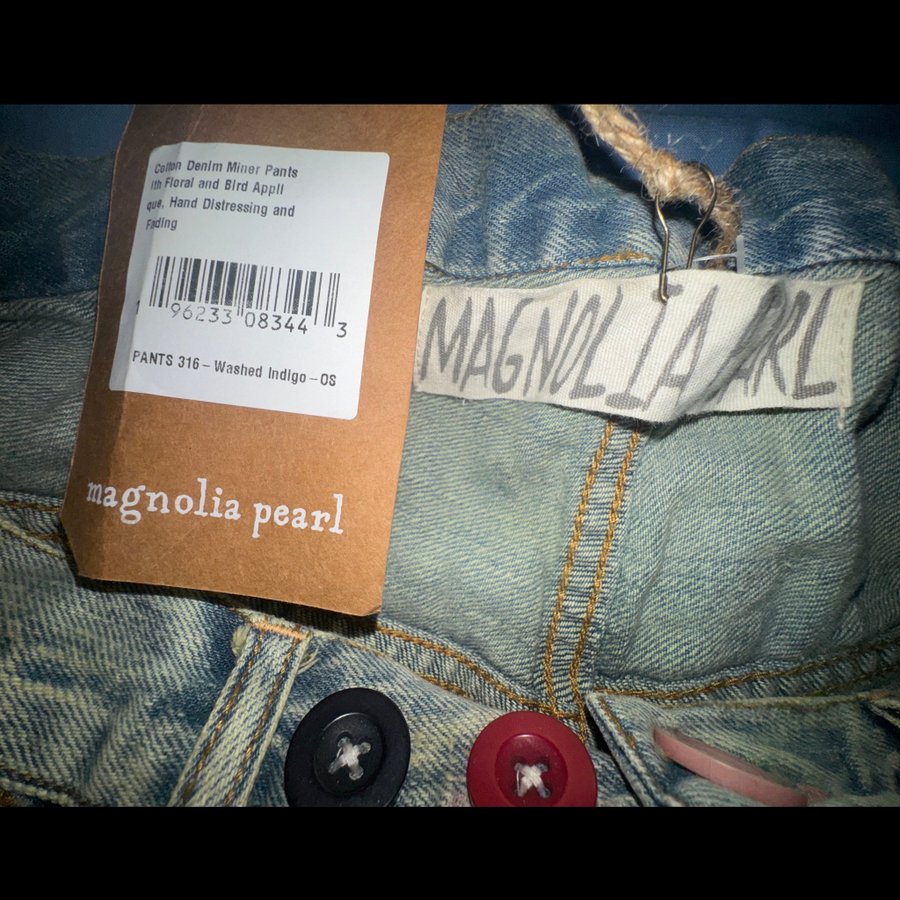 Cotton Denim Miner Pants
ith Floral and Bird Appli
que, Hand Distressing and
Fading
1 96233 08344 3
PANTS 316 – Washed Indigo – OS
magnolia pearl
MAGNOLIA ARL